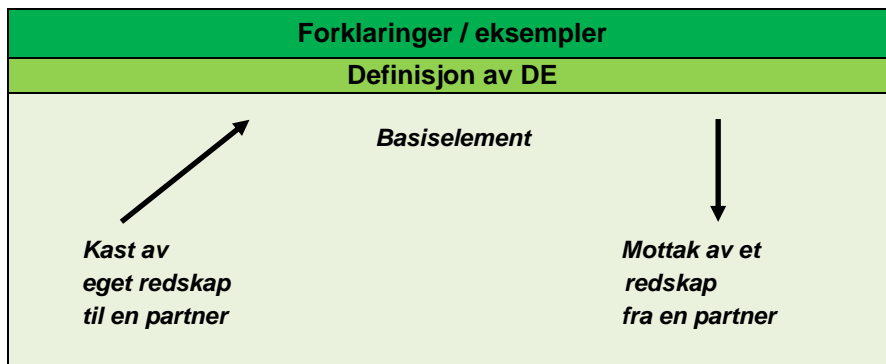 Forklaringer / eksempler
Definisjon av DE
Basiselement
Kast av
eget redskap
til en partner
Mottak av et
redskap
fra en partner